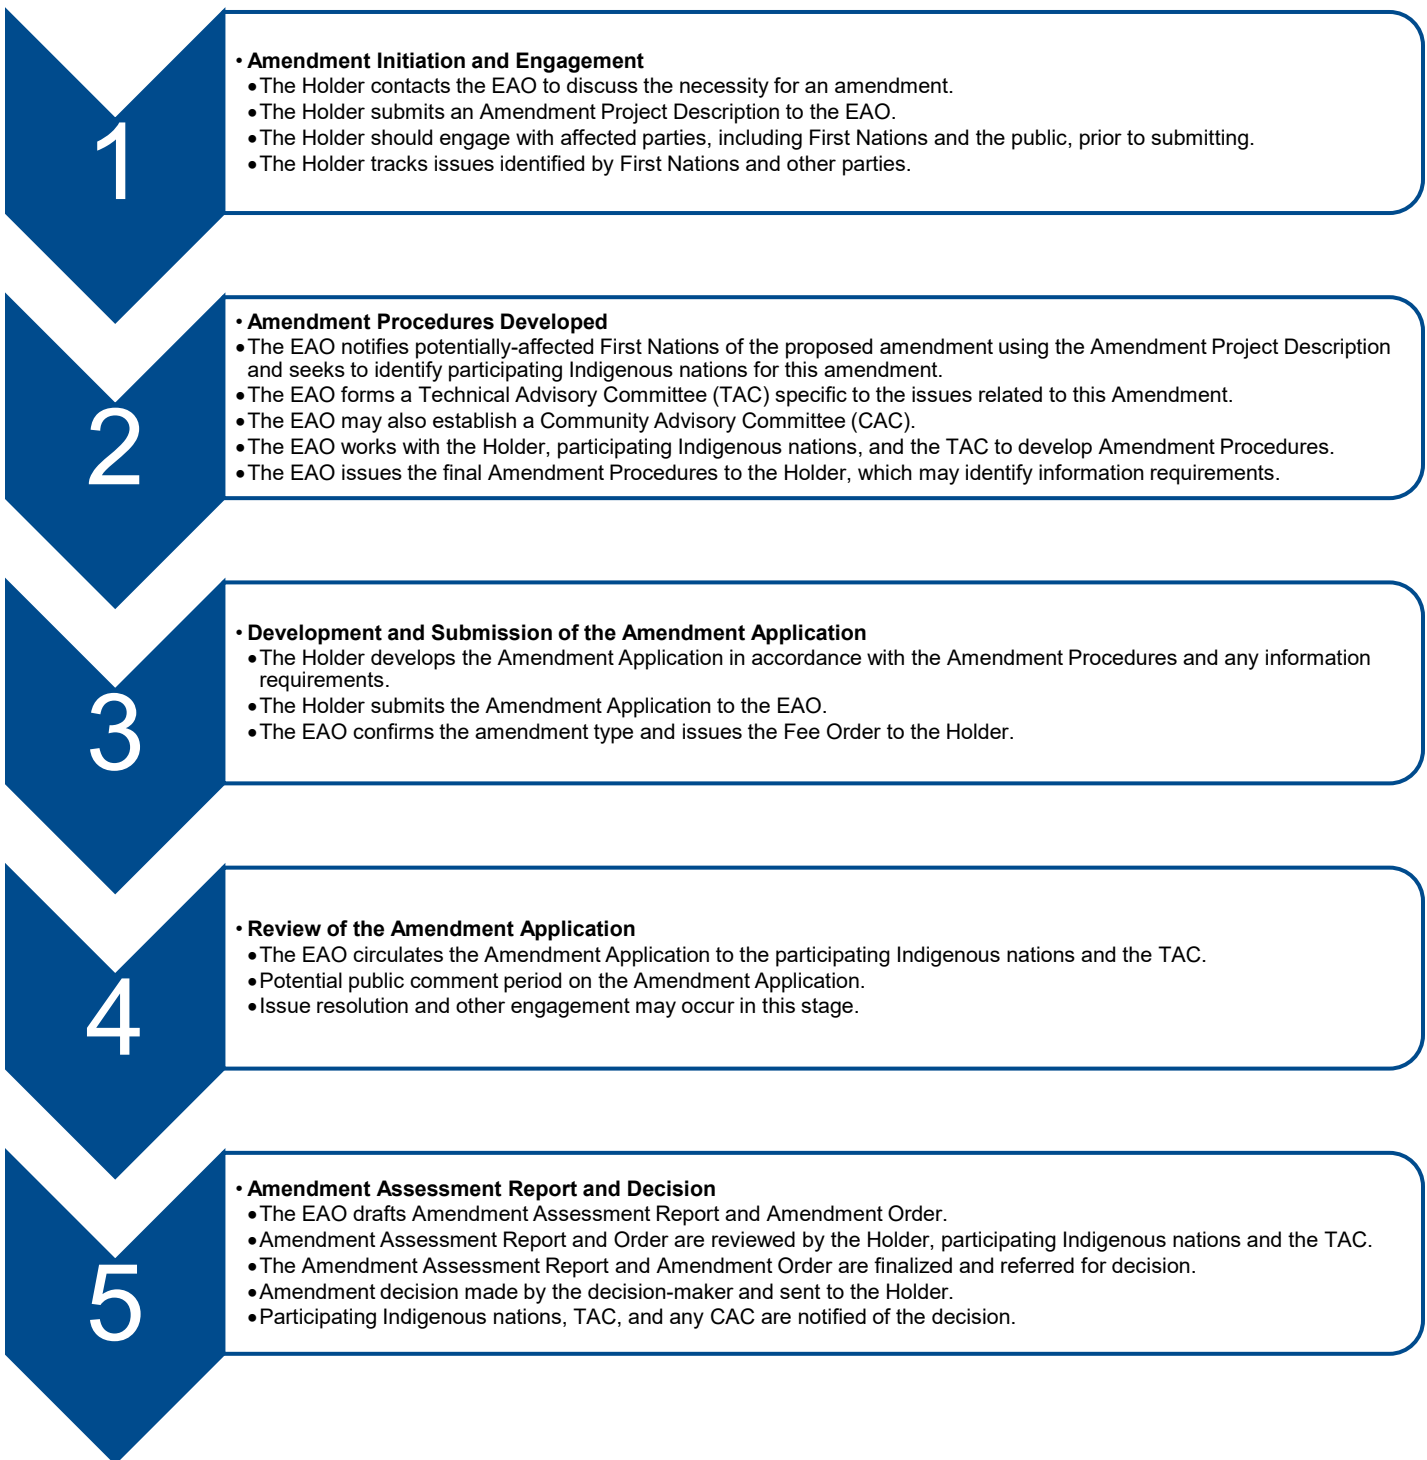 1
• Amendment Initiation and Engagement
• The Holder contacts the EAO to discuss the necessity for an amendment.
• The Holder submits an Amendment Project Description to the EAO.
• The Holder should engage with affected parties, including First Nations and the public, prior to submitting.
• The Holder tracks issues identified by First Nations and other parties.
2
• Amendment Procedures Developed
• The EAO notifies potentially-affected First Nations of the proposed amendment using the Amendment Project Description
and seeks to identify participating Indigenous nations for this amendment.
• The EAO forms a Technical Advisory Committee (TAC) specific to the issues related to this Amendment.
• The EAO may also establish a Community Advisory Committee (CAC).
• The EAO works with the Holder, participating Indigenous nations, and the TAC to develop Amendment Procedures.
• The EAO issues the final Amendment Procedures to the Holder, which may identify information requirements.
3
• Development and Submission of the Amendment Application
• The Holder develops the Amendment Application in accordance with the Amendment Procedures and any information
requirements.
• The Holder submits the Amendment Application to the EAO.
• The EAO confirms the amendment type and issues the Fee Order to the Holder.
4
• Review of the Amendment Application
• The EAO circulates the Amendment Application to the participating Indigenous nations and the TAC.
• Potential public comment period on the Amendment Application.
• Issue resolution and other engagement may occur in this stage.
5
• Amendment Assessment Report and Decision
• The EAO drafts Amendment Assessment Report and Amendment Order.
• Amendment Assessment Report and Order are reviewed by the Holder, participating Indigenous nations and the TAC.
• The Amendment Assessment Report and Amendment Order are finalized and referred for decision.
• Amendment decision made by the decision-maker and sent to the Holder.
• Participating Indigenous nations, TAC, and any CAC are notified of the decision.